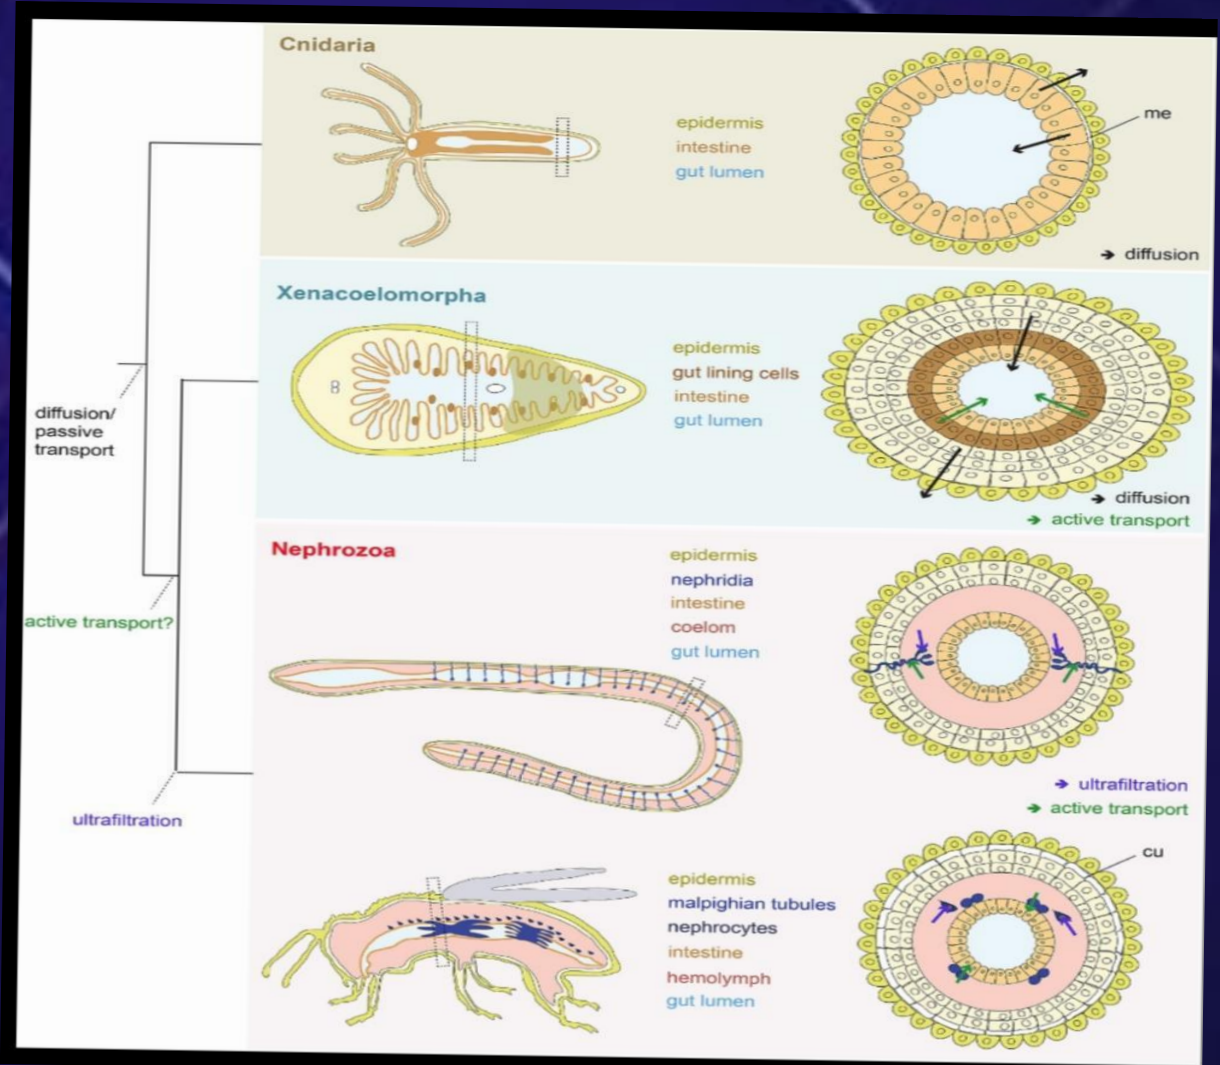 Cnidaria
epidermis
intestine
gut lumen
me
→ diffusion
Xenacoelomorpha
epidermis
gut lining cells
intestine
gut lumen
→ diffusion
→ active transport
diffusion/
passive
transport
active transport?
ultrafiltration
Nephrozoa
epidermis
nephridia
intestine
coelom
gut lumen
→ ultrafiltration
→ active transport
epidermis
malpighian tubules
nephrocytes
intestine
hemolymph
gut lumen
cu